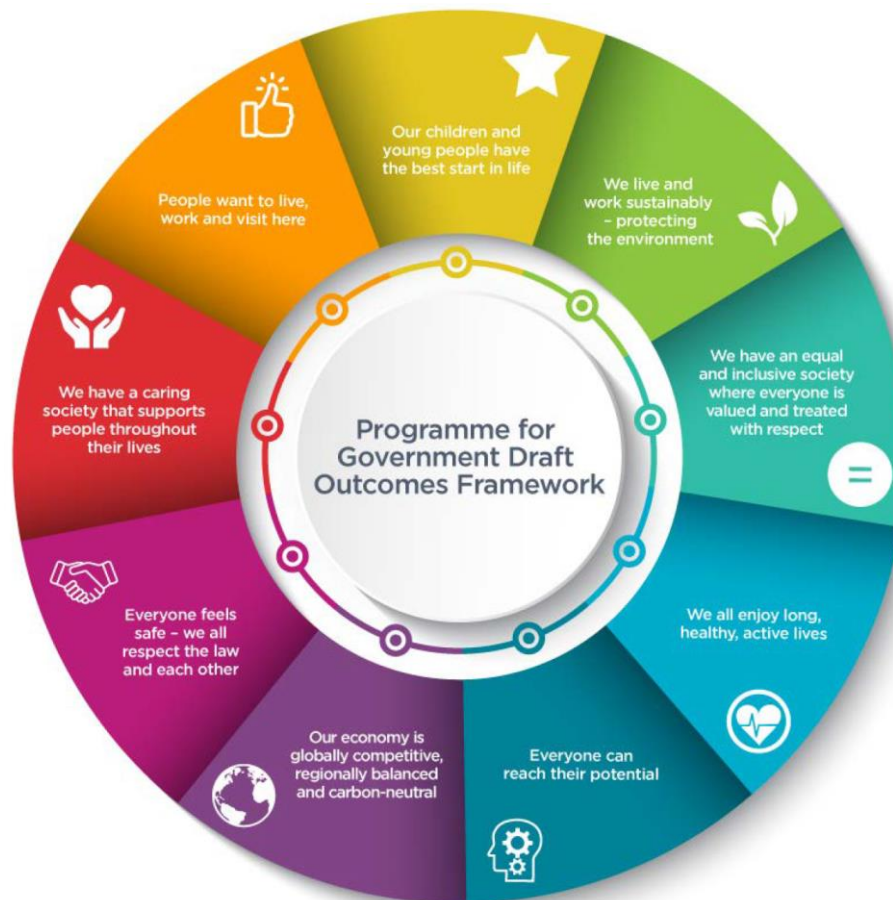 Programme for
Government Draft
Outcomes Framework
Our children and
young people have
the best start in life
We live and
work sustainably
– protecting
the environment
We have an equal
and inclusive society
where everyone is
valued and treated
with respect
=
We all enjoy long,
healthy, active lives
Everyone can
reach their potential
Our economy is
globally competitive,
regionally balanced
and carbon-neutral
Everyone feels
safe – we all
respect the law
and each other
We have a caring
society that supports
people throughout
their lives
People want to live,
work and visit here